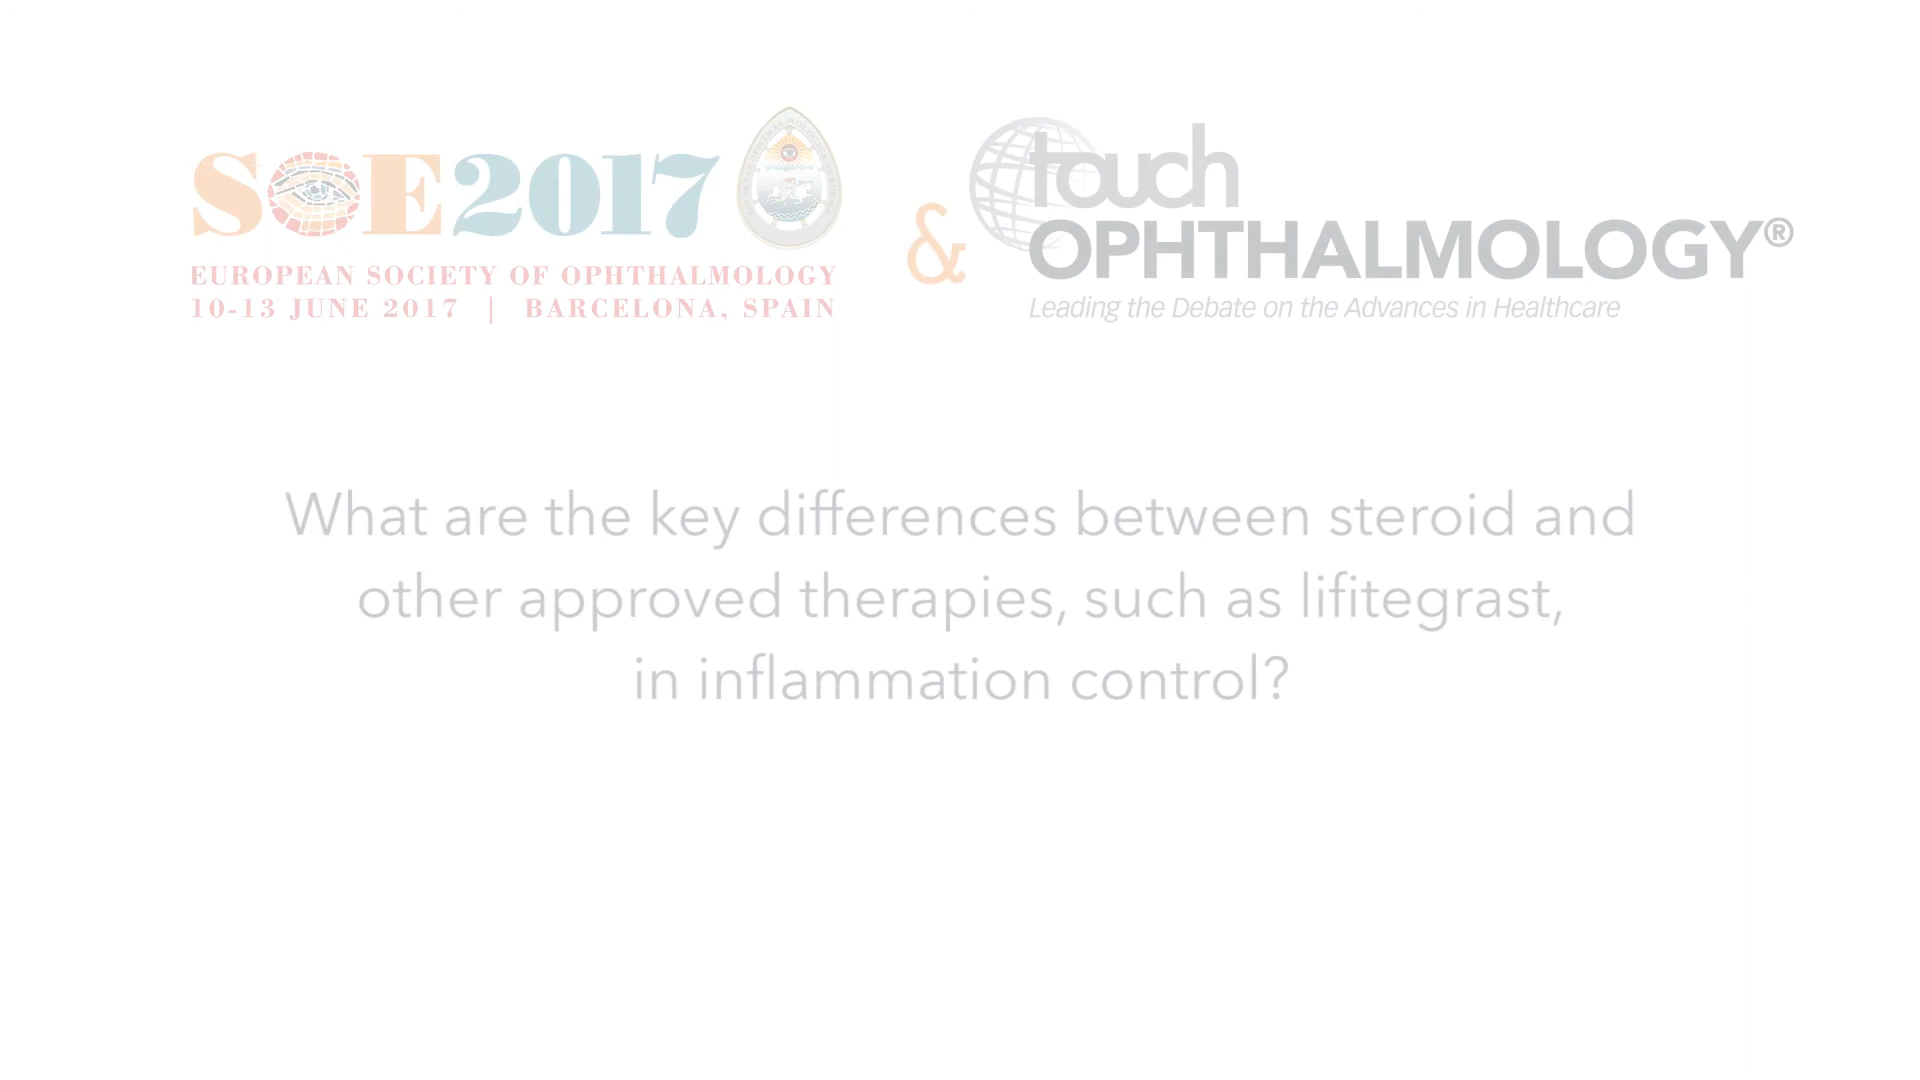 SOE2017
EUROPEAN SOCIETY OF OPHTHALMOLOGY
10-13 JUNE 2017 | BARCELONA, SPAIN
&
touch
OPHTHALMOLOGY®
Leading the Debate on the Advances in Healthcare
What are the key differences between steroid and
other approved therapies, such as lifitegrast,
in inflammation control?